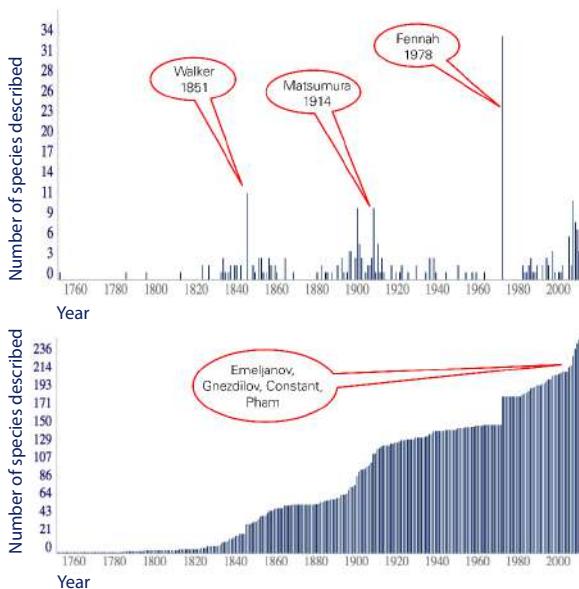 Number of species described
34
31
28
26
23
20
17
14
11
9
6
3
0
Walker
1851
Matsumura
1914
Fennah
1978
1760 1780 1800 1820 1840 1860 1880 1900 1920 1940 1960 1980 2000
Year
Number of species described
236
214
193
171
150
129
107
86
64
43
21
0
Emeljanov,
Gnezdilov, Constant,
Pham
1760 1780 1800 1820 1840 1860 1880 1900 1920 1940 1960 1980 2000
Year